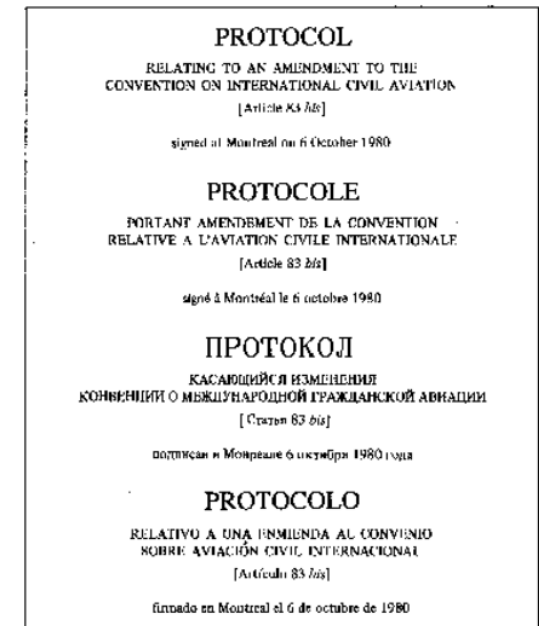 PROTOCOL
RELATING TO AN AMENDMENT TO THE
CONVENTION ON INTERNATIONAL CIVIL AVIATION
[Article 83 bis]
signed at Montreal on 6 October 1980
PROTOCOLE
PORTANT AMENDEMENT DE LA CONVENTION
RELATIVE A L'AVIATION CIVILE INTERNATIONALE
[Article 83 bis]
signé à Montréal le 6 octobre 1980
ПРОТОКОЛ
КАСАЮЩИЙСЯ ИЗМЕНЕНИЯ
КОНВЕНЦИИ О МЕЖДУНАРОДНОЙ ГРАЖДАНСКОЙ АВИАЦИИ
[Статья 83 bis]
подписан в Монреале 6 октября 1980 года
PROTOCOLO
RELATIVO A UNA ENMIENDA AL CONVENIO
SOBRE AVIACIÓN CIVIL INTERNACIONAL
[Artículo 83 bis]
firmado en Montreal el 6 de octubre de 1980